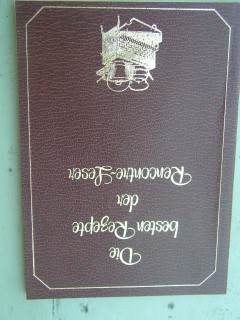 Die
besten Rezepte
der
Rencontre-Leser